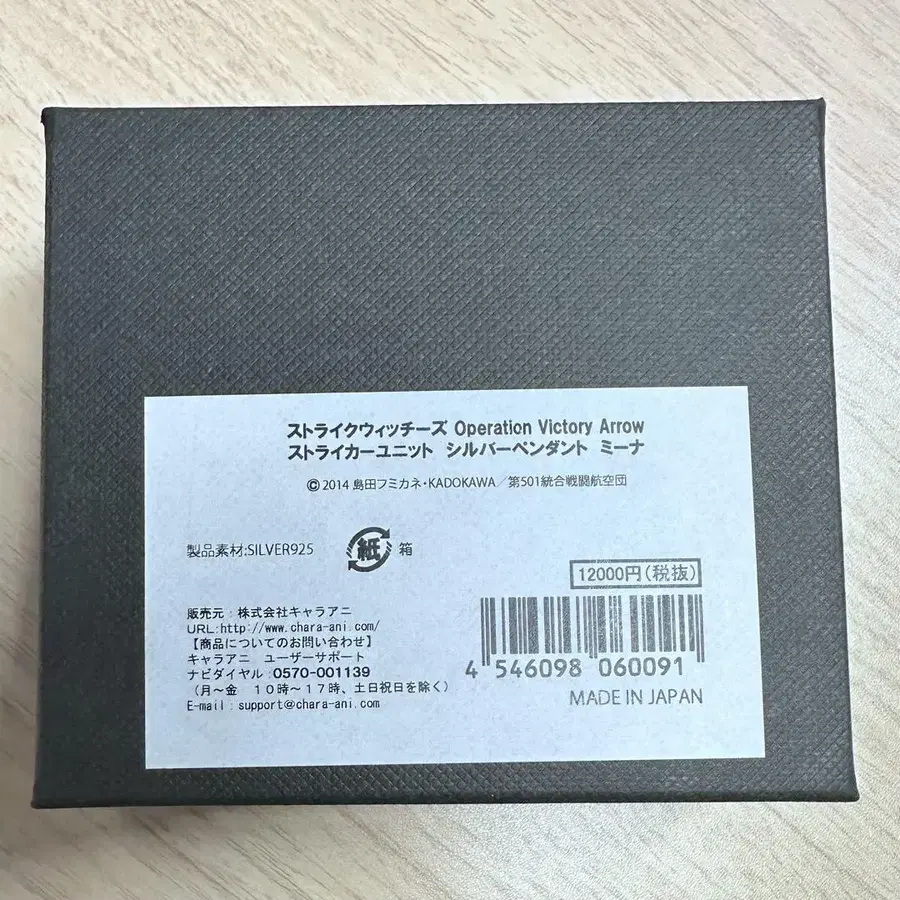 ストライクウィッチーズ Operation Victory Arrow
ストライカーユニット シルバーペンダント ミーナ
©2014 島田フミカネ・KADOKAWA／第501統合戦闘航空団
製品素材:SILVER925
紙 箱
12000円(税抜)
販売元：株式会社キャラアニ
URL:http://www.chara-ani.com/
【商品についてのお問い合わせ】
キャラアニ ユーザーサポート
ナビダイヤル：0570-001139
（月～金 １０時～１７時、土日祝日を除く）
E-mail：support@chara-ani.com
4 546098 060091
MADE IN JAPAN